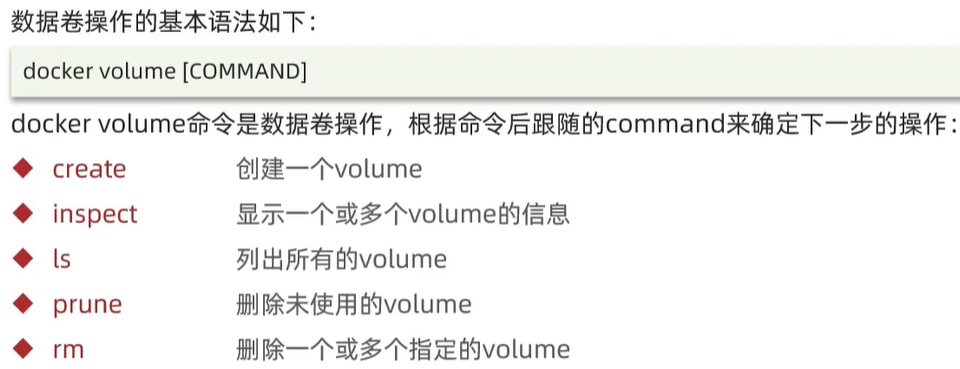 数据卷操作的基本语法如下：
docker volume [COMMAND]
docker volume命令是数据卷操作，根据命令后跟随的command来确定下一步的操作：
create 创建一个volume
inspect 显示一个或多个volume的信息
ls 列出所有的volume
prune 删除未使用的volume
rm 删除一个或多个指定的volume